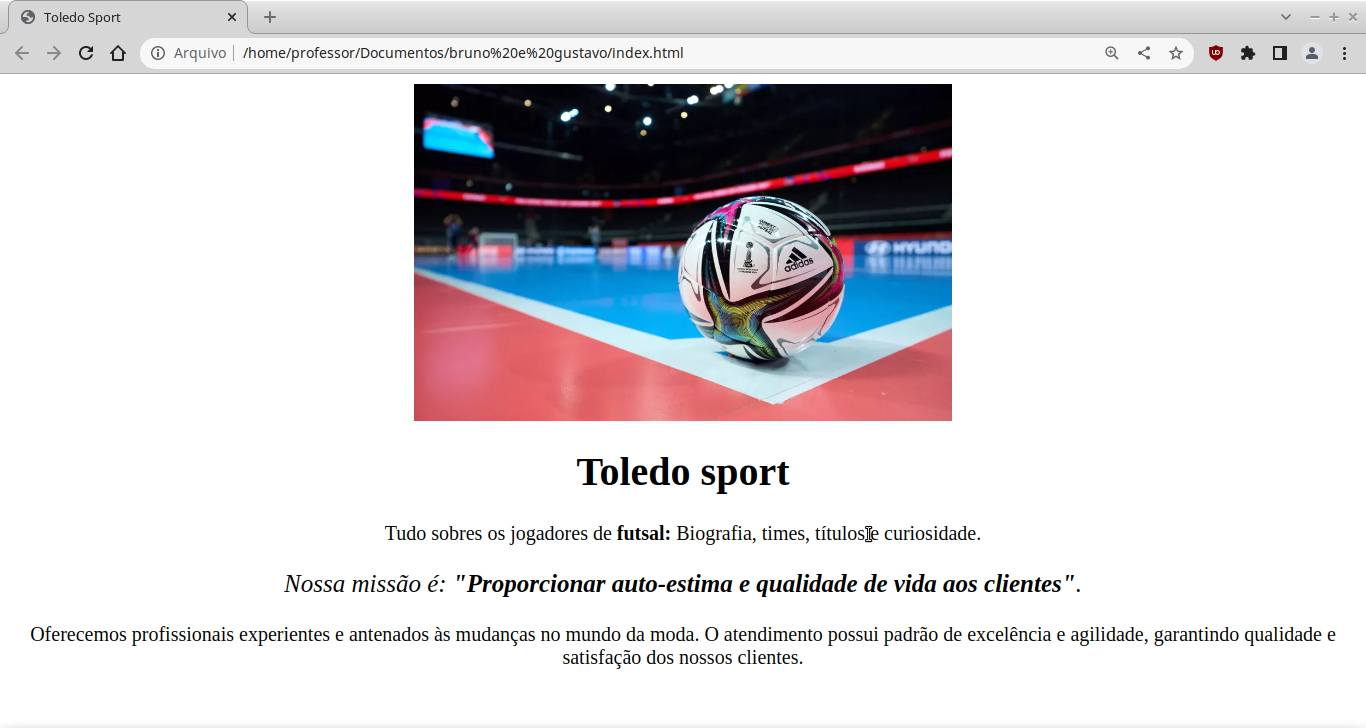 Toledo Sport
Arquivo /home/professor/Documentos/bruno%20e%20gustavo/index.html
HYUND
adidas
Toledo sport
Tudo sobres os jogadores de futsal: Biografia, times, títulos e curiosidade.
Nossa missão é: "Proporcionar auto-estima e qualidade de vida aos clientes".
Oferecemos profissionais experientes e antenados às mudanças no mundo da moda. O atendimento possui padrão de excelência e agilidade, garantindo qualidade e
satisfação dos nossos clientes.